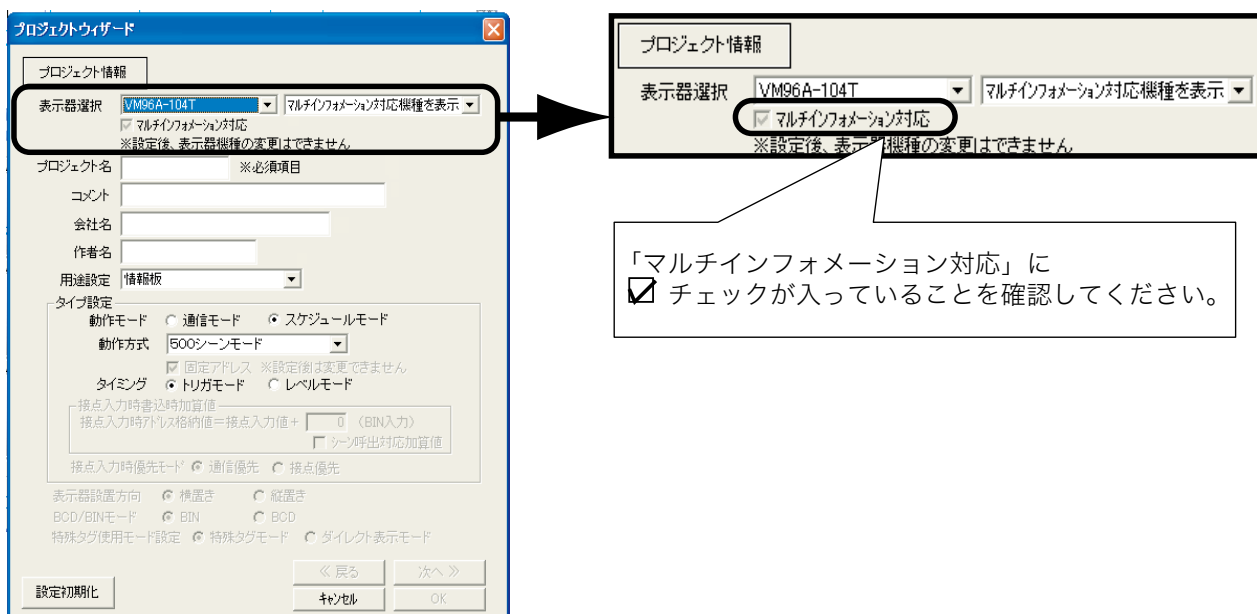 プロジェクトウィザード
プロジェクト情報
表示器選択 VM96A-104T マルチインフォメーション対応機種を表示
マルチインフォメーション対応
※設定後、表示器機種の変更はできません
プロジェクト名 ※必須項目
コメント
会社名
作者名
用途設定 情報板
タイプ設定
動作モード 通信モード スケジュールモード
動作方式 500シーンモード
固定アドレス ※設定後は変更できません
タイミング トリガモード レベルモード
接点入力時書込時加算値
接点入力時アドレス格納値=接点入力値+ 0 (BIN入力)
シーン呼出対応加算値
接点入力時優先モード 通信優先 接点優先
表示器設置方向 横置き 縦置き
BCD/BINモード BIN BCD
特殊タグ使用モード設定 特殊タグモード ダイレクト表示モード
≪ 戻る 次へ ≫
設定初期化 キャンセル OK
プロジェクト情報
表示器選択 VM96A-104T マルチインフォメーション対応機種を表示
マルチインフォメーション対応
※設定後、表示器機種の変更はできません
「マルチインフォメーション対応」に
チェックが入っていることを確認してください。